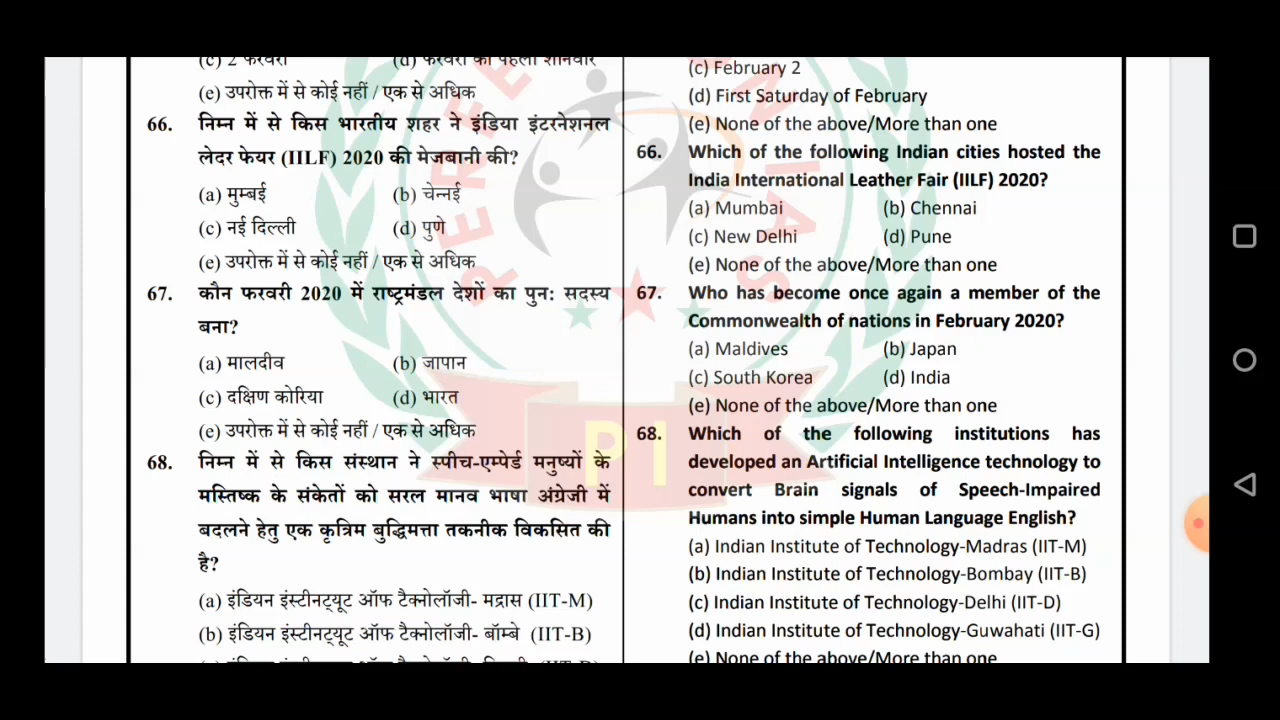 (c) 2 फरवरी (d) फरवरी का पहला शनिवार
(e) उपरोक्त में से कोई नहीं / एक से अधिक
66. निम्न में से किस भारतीय शहर ने इंडिया इंटरनेशनल
लेदर फेयर (IILF) 2020 की मेजबानी की?
(a) मुम्बई (b) चेन्नई
(c) नई दिल्ली (d) पुणे
(e) उपरोक्त में से कोई नहीं / एक से अधिक
67. कौन फरवरी 2020 में राष्ट्रमंडल देशों का पुन: सदस्य
बना?
(a) मालदीव (b) जापान
(c) दक्षिण कोरिया (d) भारत
(e) उपरोक्त में से कोई नहीं / एक से अधिक
68. निम्न में से किस संस्थान ने स्पीच-एम्पेर्ड मनुष्यों के
मस्तिष्क के संकेतों को सरल मानव भाषा अंग्रेजी में
बदलने हेतु एक कृत्रिम बुद्धिमत्ता तकनीक विकसित की
है?
(a) इंडियन इंस्टीनट्यूट ऑफ टैक्नोलॉजी- मद्रास (IIT-M)
(b) इंडियन इंस्टीनट्यूट ऑफ टैक्नोलॉजी- बॉम्बे (IIT-B)
(c) February 2
(d) First Saturday of February
(e) None of the above/More than one
66. Which of the following Indian cities hosted the
India International Leather Fair (IILF) 2020?
(a) Mumbai (b) Chennai
(c) New Delhi (d) Pune
(e) None of the above/More than one
67. Who has become once again a member of the
Commonwealth of nations in February 2020?
(a) Maldives (b) Japan
(c) South Korea (d) India
(e) None of the above/More than one
68. Which of the following institutions has
developed an Artificial Intelligence technology to
convert Brain signals of Speech-Impaired
Humans into simple Human Language English?
(a) Indian Institute of Technology-Madras (IIT-M)
(b) Indian Institute of Technology-Bombay (IIT-B)
(c) Indian Institute of Technology-Delhi (IIT-D)
(d) Indian Institute of Technology-Guwahati (IIT-G)
(e) None of the above/More than one
PI